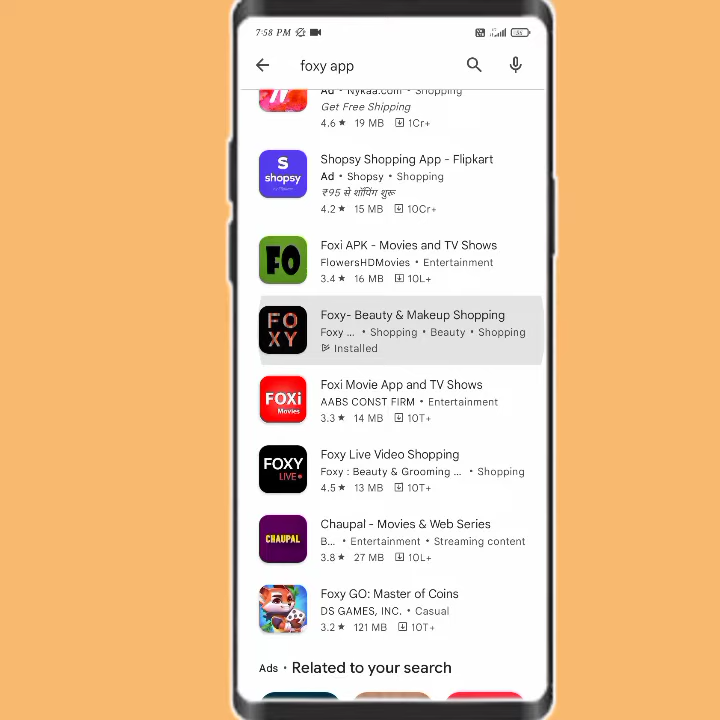 7:58 PM
foxy app
Ad • Nykaa.com • Shopping
Get Free Shipping
4.6★ 19 MB 1Cr+
S
shopsy
Shopsy Shopping App - Flipkart
Ad • Shopsy • Shopping
₹95 से शॉपिंग शुरू
4.2★ 15 MB 10Cr+
FO
Foxi APK - Movies and TV Shows
FlowersHDMovies • Entertainment
3.4★ 16 MB 10L+
FO
XY
Foxy- Beauty & Makeup Shopping
Foxy ... • Shopping • Beauty • Shopping
Installed
FOXi
Movies
Foxi Movie App and TV Shows
AABS CONST FIRM • Entertainment
3.3★ 14 MB 10T+
FOXY
LIVE
Foxy Live Video Shopping
Foxy : Beauty & Grooming ... • Shopping
4.5★ 13 MB 10T+
CHAUPAL
Chaupal - Movies & Web Series
B... • Entertainment • Streaming content
3.8★ 27 MB 10L+
Foxy GO: Master of Coins
DS GAMES, INC. • Casual
3.2★ 121 MB 10T+
Ads • Related to your search